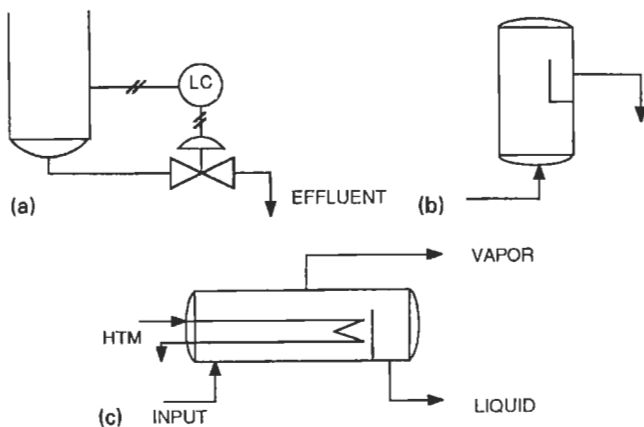 LC
(a)
EFFLUENT
(b)
VAPOR
HTM
LIQUID
(c) INPUT